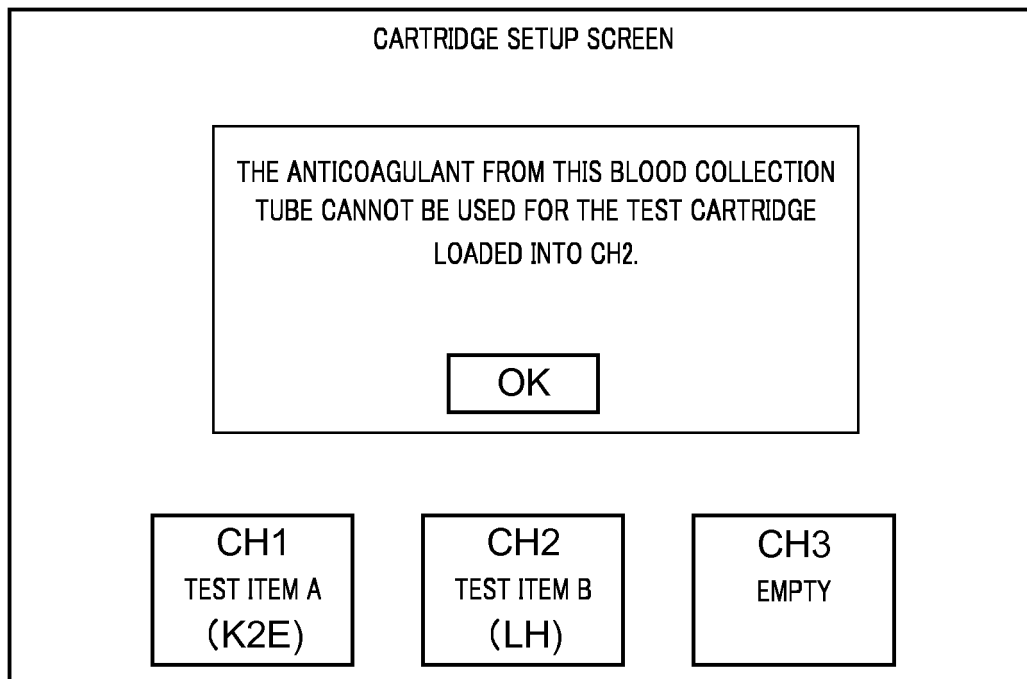 CARTRIDGE SETUP SCREEN
THE ANTICOAGULANT FROM THIS BLOOD COLLECTION
TUBE CANNOT BE USED FOR THE TEST CARTRIDGE
LOADED INTO CH2.
OK
CH1
TEST ITEM A
(K2E)
CH2
TEST ITEM B
(LH)
CH3
EMPTY